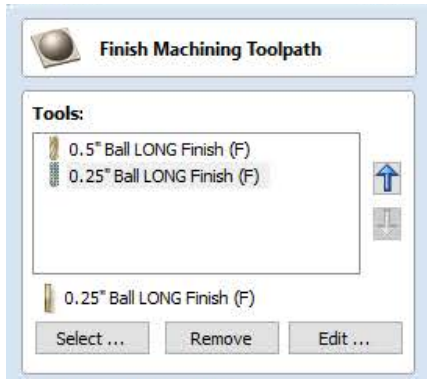 Finish Machining Toolpath
Tools:
0.5" Ball LONG Finish (F)
0.25" Ball LONG Finish (F)
0.25" Ball LONG Finish (F)
Select ... Remove Edit ...